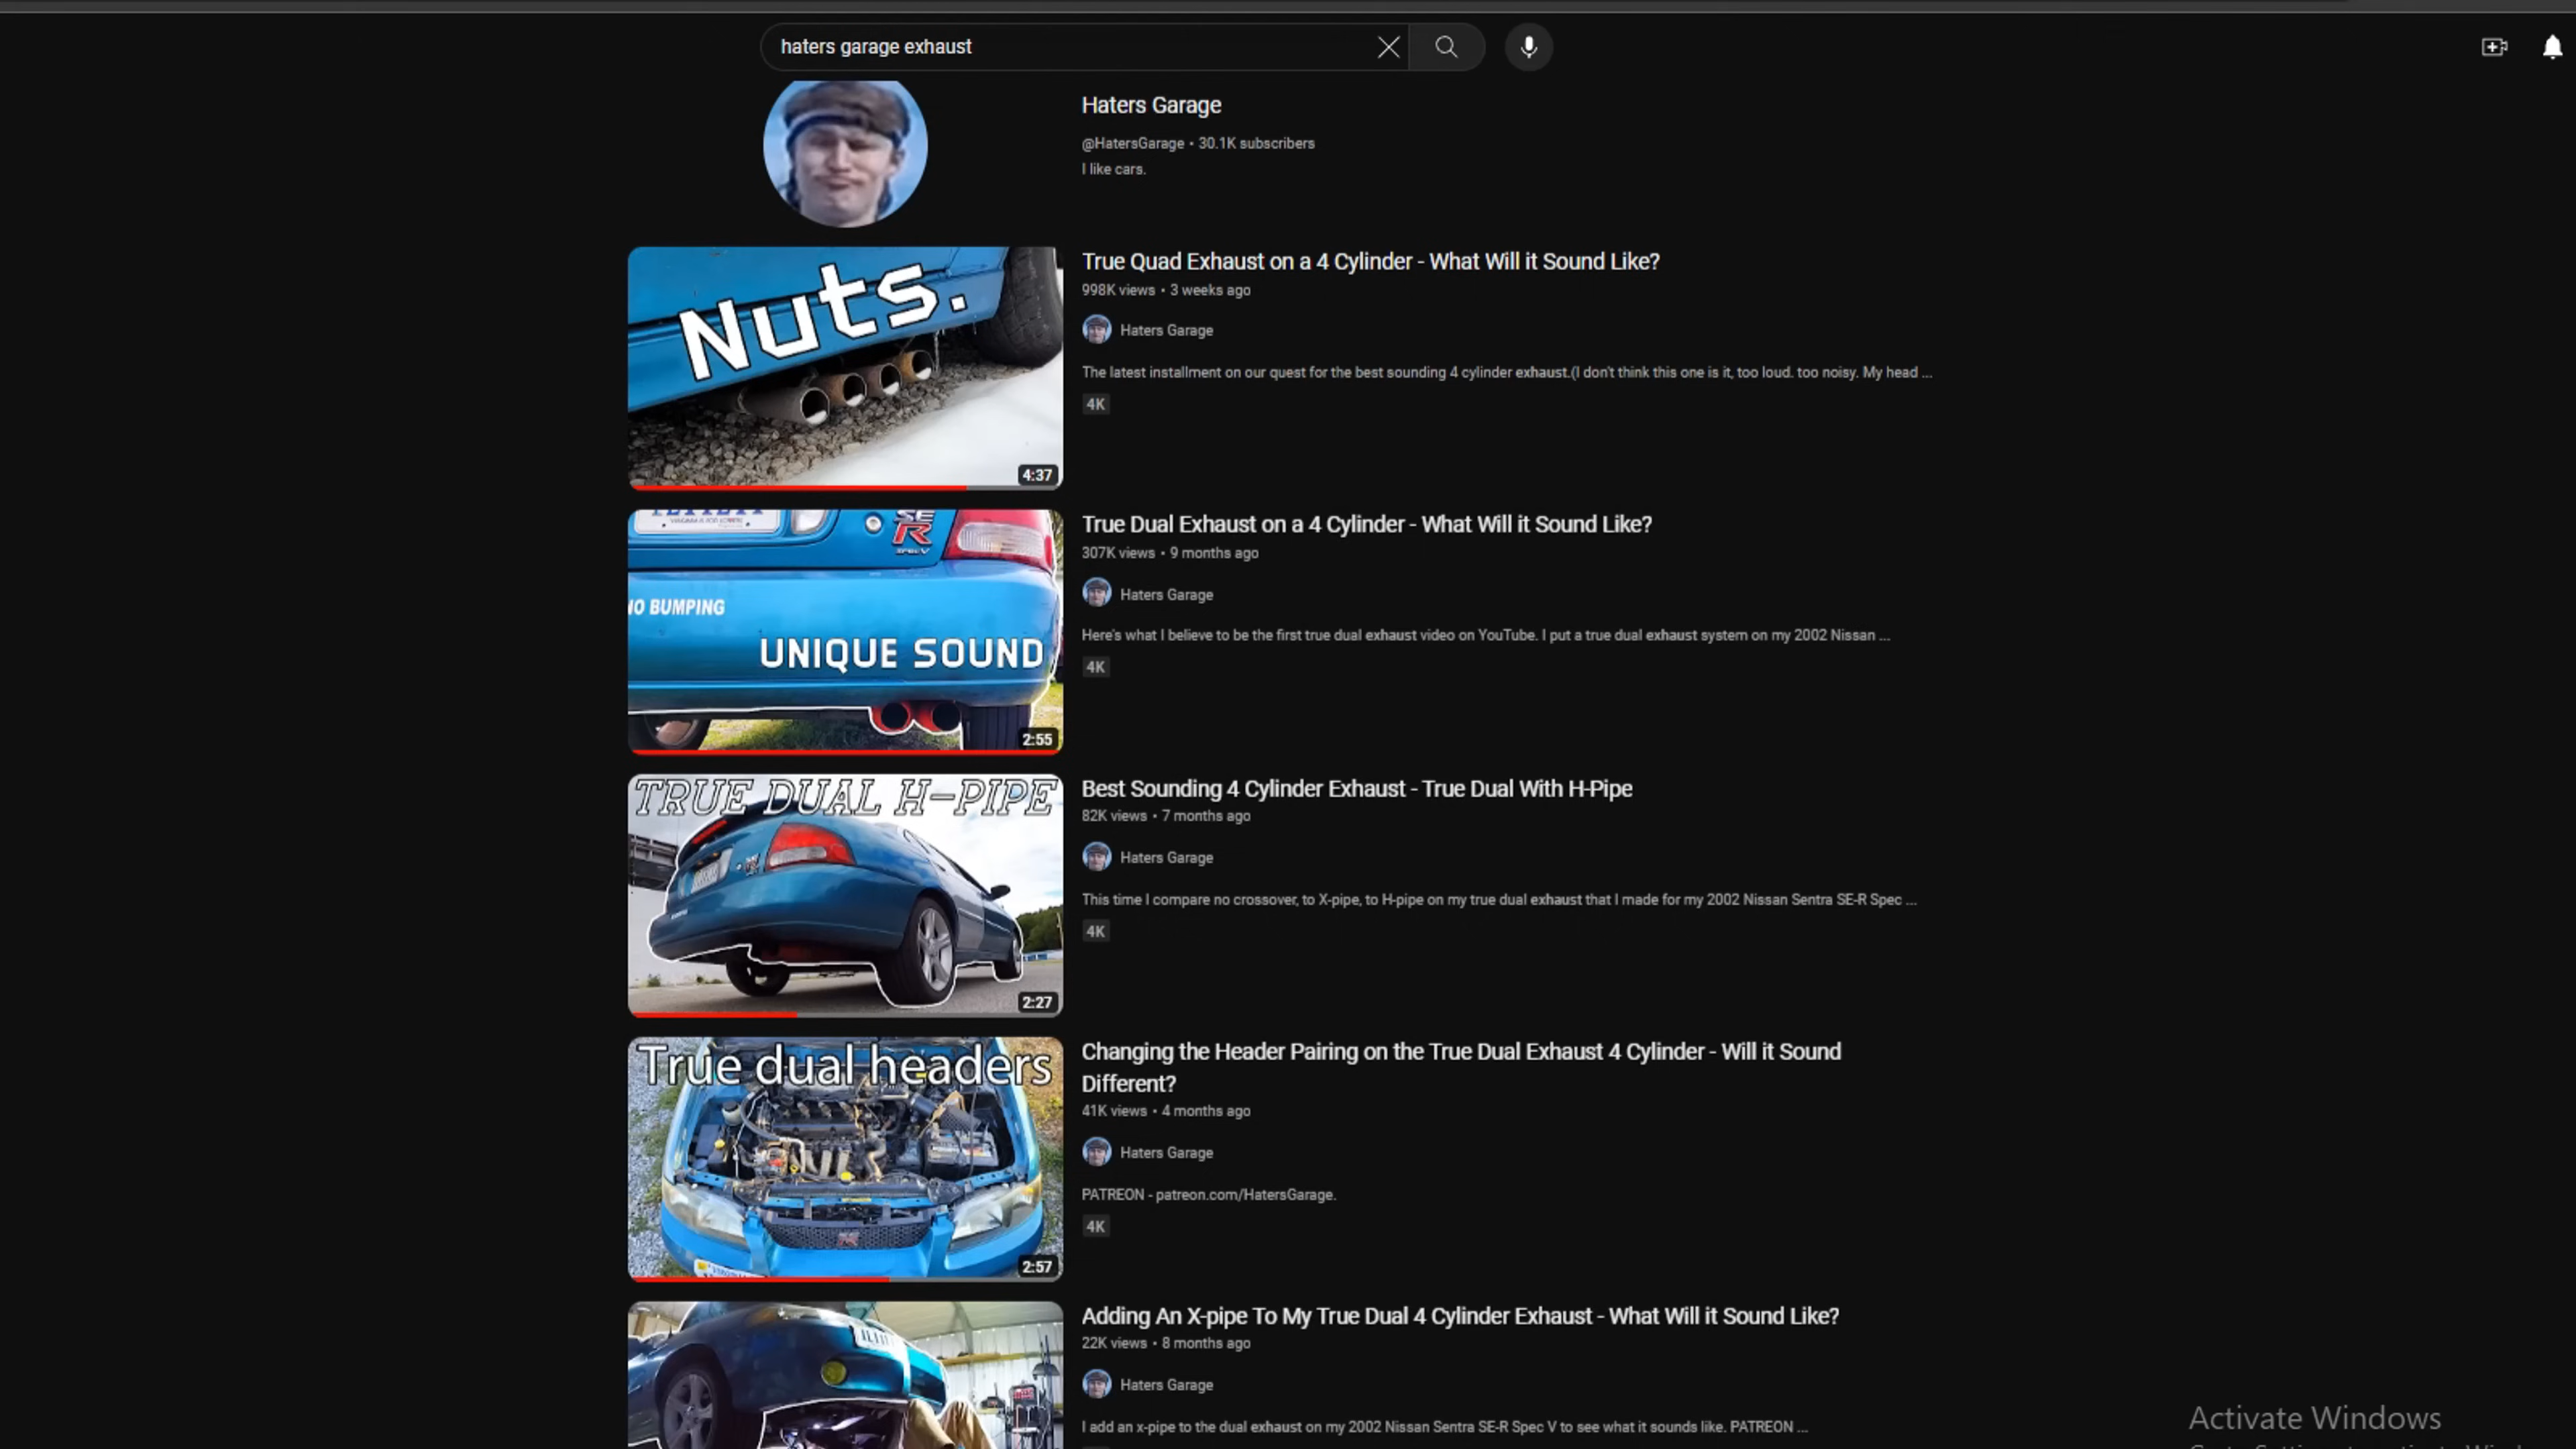 haters garage exhaust
Haters Garage
@HatersGarage • 30.1K subscribers
I like cars.
Nuts.
4:37
True Quad Exhaust on a 4 Cylinder - What Will it Sound Like?
998K views • 3 weeks ago
Haters Garage
The latest installment on our quest for the best sounding 4 cylinder exhaust.(I don't think this one is it, too loud. too noisy. My head ...
4K
SE
R
SPEC V
NO BUMPING
UNIQUE SOUND
2:55
True Dual Exhaust on a 4 Cylinder - What Will it Sound Like?
307K views • 9 months ago
Haters Garage
Here's what I believe to be the first true dual exhaust video on YouTube. I put a true dual exhaust system on my 2002 Nissan ...
4K
TRUE DUAL H-PIPE
2:27
Best Sounding 4 Cylinder Exhaust - True Dual With H-Pipe
82K views • 7 months ago
Haters Garage
This time I compare no crossover, to X-pipe, to H-pipe on my true dual exhaust that I made for my 2002 Nissan Sentra SE-R Spec ...
4K
True dual headers
2:57
Changing the Header Pairing on the True Dual Exhaust 4 Cylinder - Will it Sound
Different?
41K views • 4 months ago
Haters Garage
PATREON - patreon.com/HatersGarage.
4K
Adding An X-pipe To My True Dual 4 Cylinder Exhaust - What Will it Sound Like?
22K views • 8 months ago
Haters Garage
I add an x-pipe to the dual exhaust on my 2002 Nissan Sentra SE-R Spec V to see what it sounds like. PATREON ...
Activate Windows